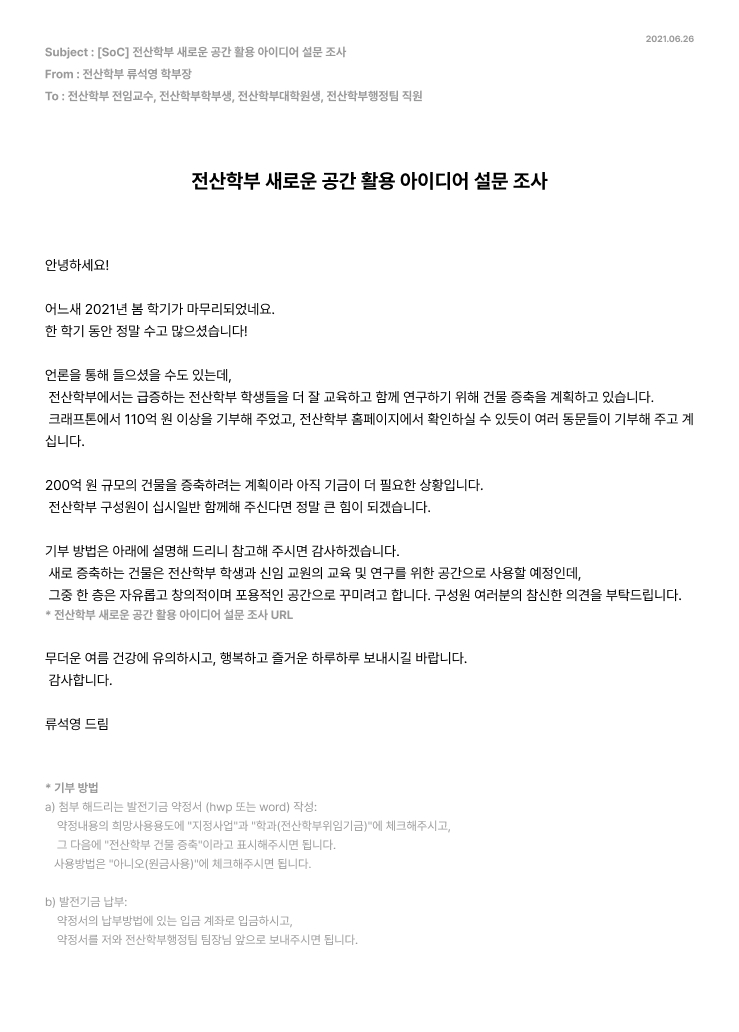 2021.06.26
Subject : [SoC] 전산학부 새로운 공간 활용 아이디어 설문 조사
From : 전산학부 류석영 학부장
To : 전산학부 전임교수, 전산학부학부생, 전산학부대학원생, 전산학부행정팀 직원
전산학부 새로운 공간 활용 아이디어 설문 조사
안녕하세요!
어느새 2021년 봄 학기가 마무리되었네요.
한 학기 동안 정말 수고 많으셨습니다!
언론을 통해 들으셨을 수도 있는데,
전산학부에서는 급증하는 전산학부 학생들을 더 잘 교육하고 함께 연구하기 위해 건물 증축을 계획하고 있습니다.
크래프톤에서 110억 원 이상을 기부해 주었고, 전산학부 홈페이지에서 확인하실 수 있듯이 여러 동문들이 기부해 주고 계
십니다.
200억 원 규모의 건물을 증축하려는 계획이라 아직 기금이 더 필요한 상황입니다.
전산학부 구성원이 십시일반 함께해 주신다면 정말 큰 힘이 되겠습니다.
기부 방법은 아래에 설명해 드리니 참고해 주시면 감사하겠습니다.
새로 증축하는 건물은 전산학부 학생과 신임 교원의 교육 및 연구를 위한 공간으로 사용할 예정인데,
그중 한 층은 자유롭고 창의적이며 포용적인 공간으로 꾸미려고 합니다. 구성원 여러분의 참신한 의견을 부탁드립니다.
* 전산학부 새로운 공간 활용 아이디어 설문 조사 URL
무더운 여름 건강에 유의하시고, 행복하고 즐거운 하루하루 보내시길 바랍니다.
감사합니다.
류석영 드림
* 기부 방법
a) 첨부 해드리는 발전기금 약정서 (hwp 또는 word) 작성:
약정내용의 희망사용용도에 "지정사업"과 "학과(전산학부위임기금)"에 체크해주시고,
그 다음에 "전산학부 건물 증축"이라고 표시해주시면 됩니다.
사용방법은 "아니오(원금사용)"에 체크해주시면 됩니다.
b) 발전기금 납부:
약정서의 납부방법에 있는 입금 계좌로 입금하시고,
약정서를 저와 전산학부행정팀 팀장님 앞으로 보내주시면 됩니다.